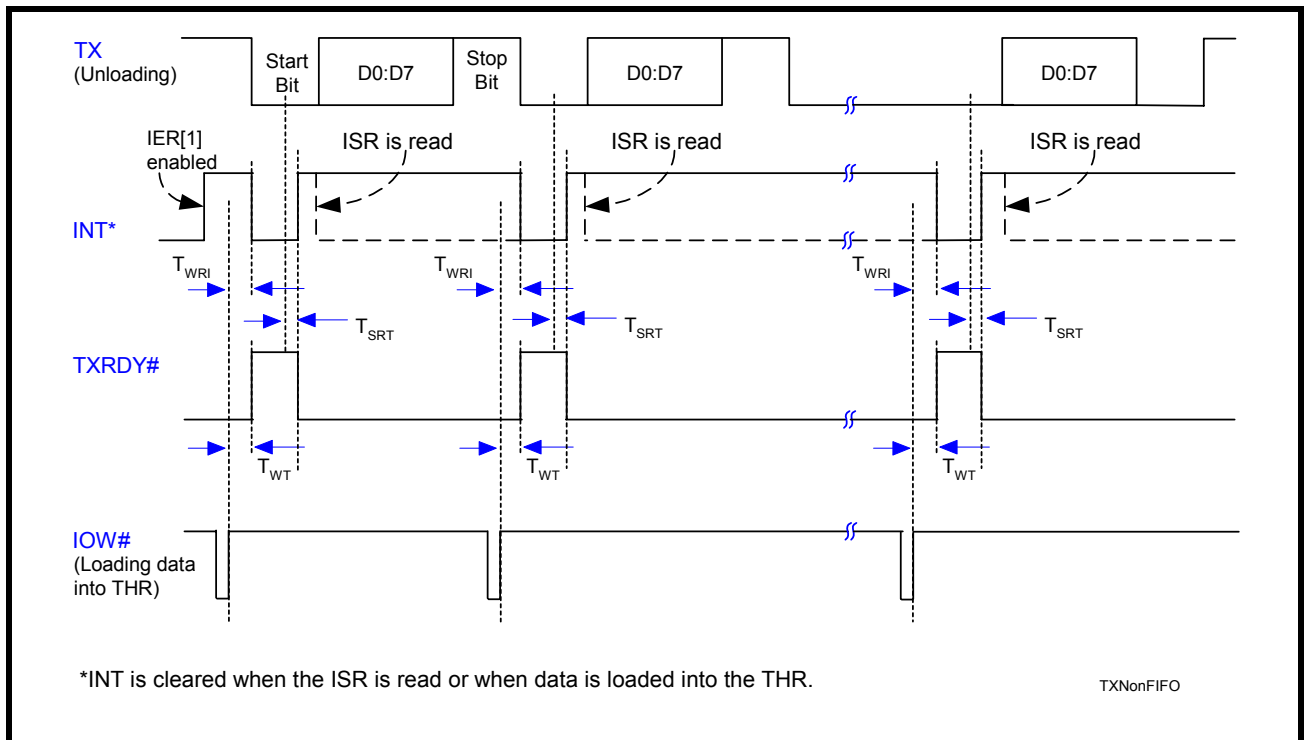 TX
(Unloading)
Start
Bit
D0:D7
Stop
Bit
D0:D7
D0:D7
IER[1]
enabled
ISR is read
ISR is read
ISR is read
INT*
TWRI
TWRI
TWRI
TSRT
TSRT
TSRT
TXRDY#
TWT
TWT
TWT
IOW#
(Loading data
into THR)
*INT is cleared when the ISR is read or when data is loaded into the THR.
TXNonFIFO